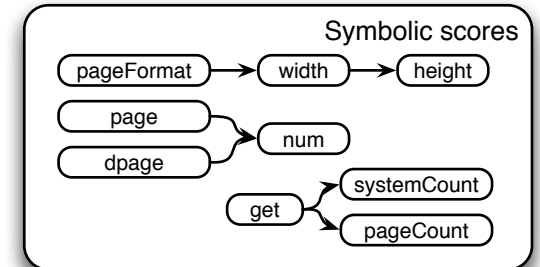 Symbolic scores
pageFormat width height
page
num
dpage
systemCount
get
pageCount